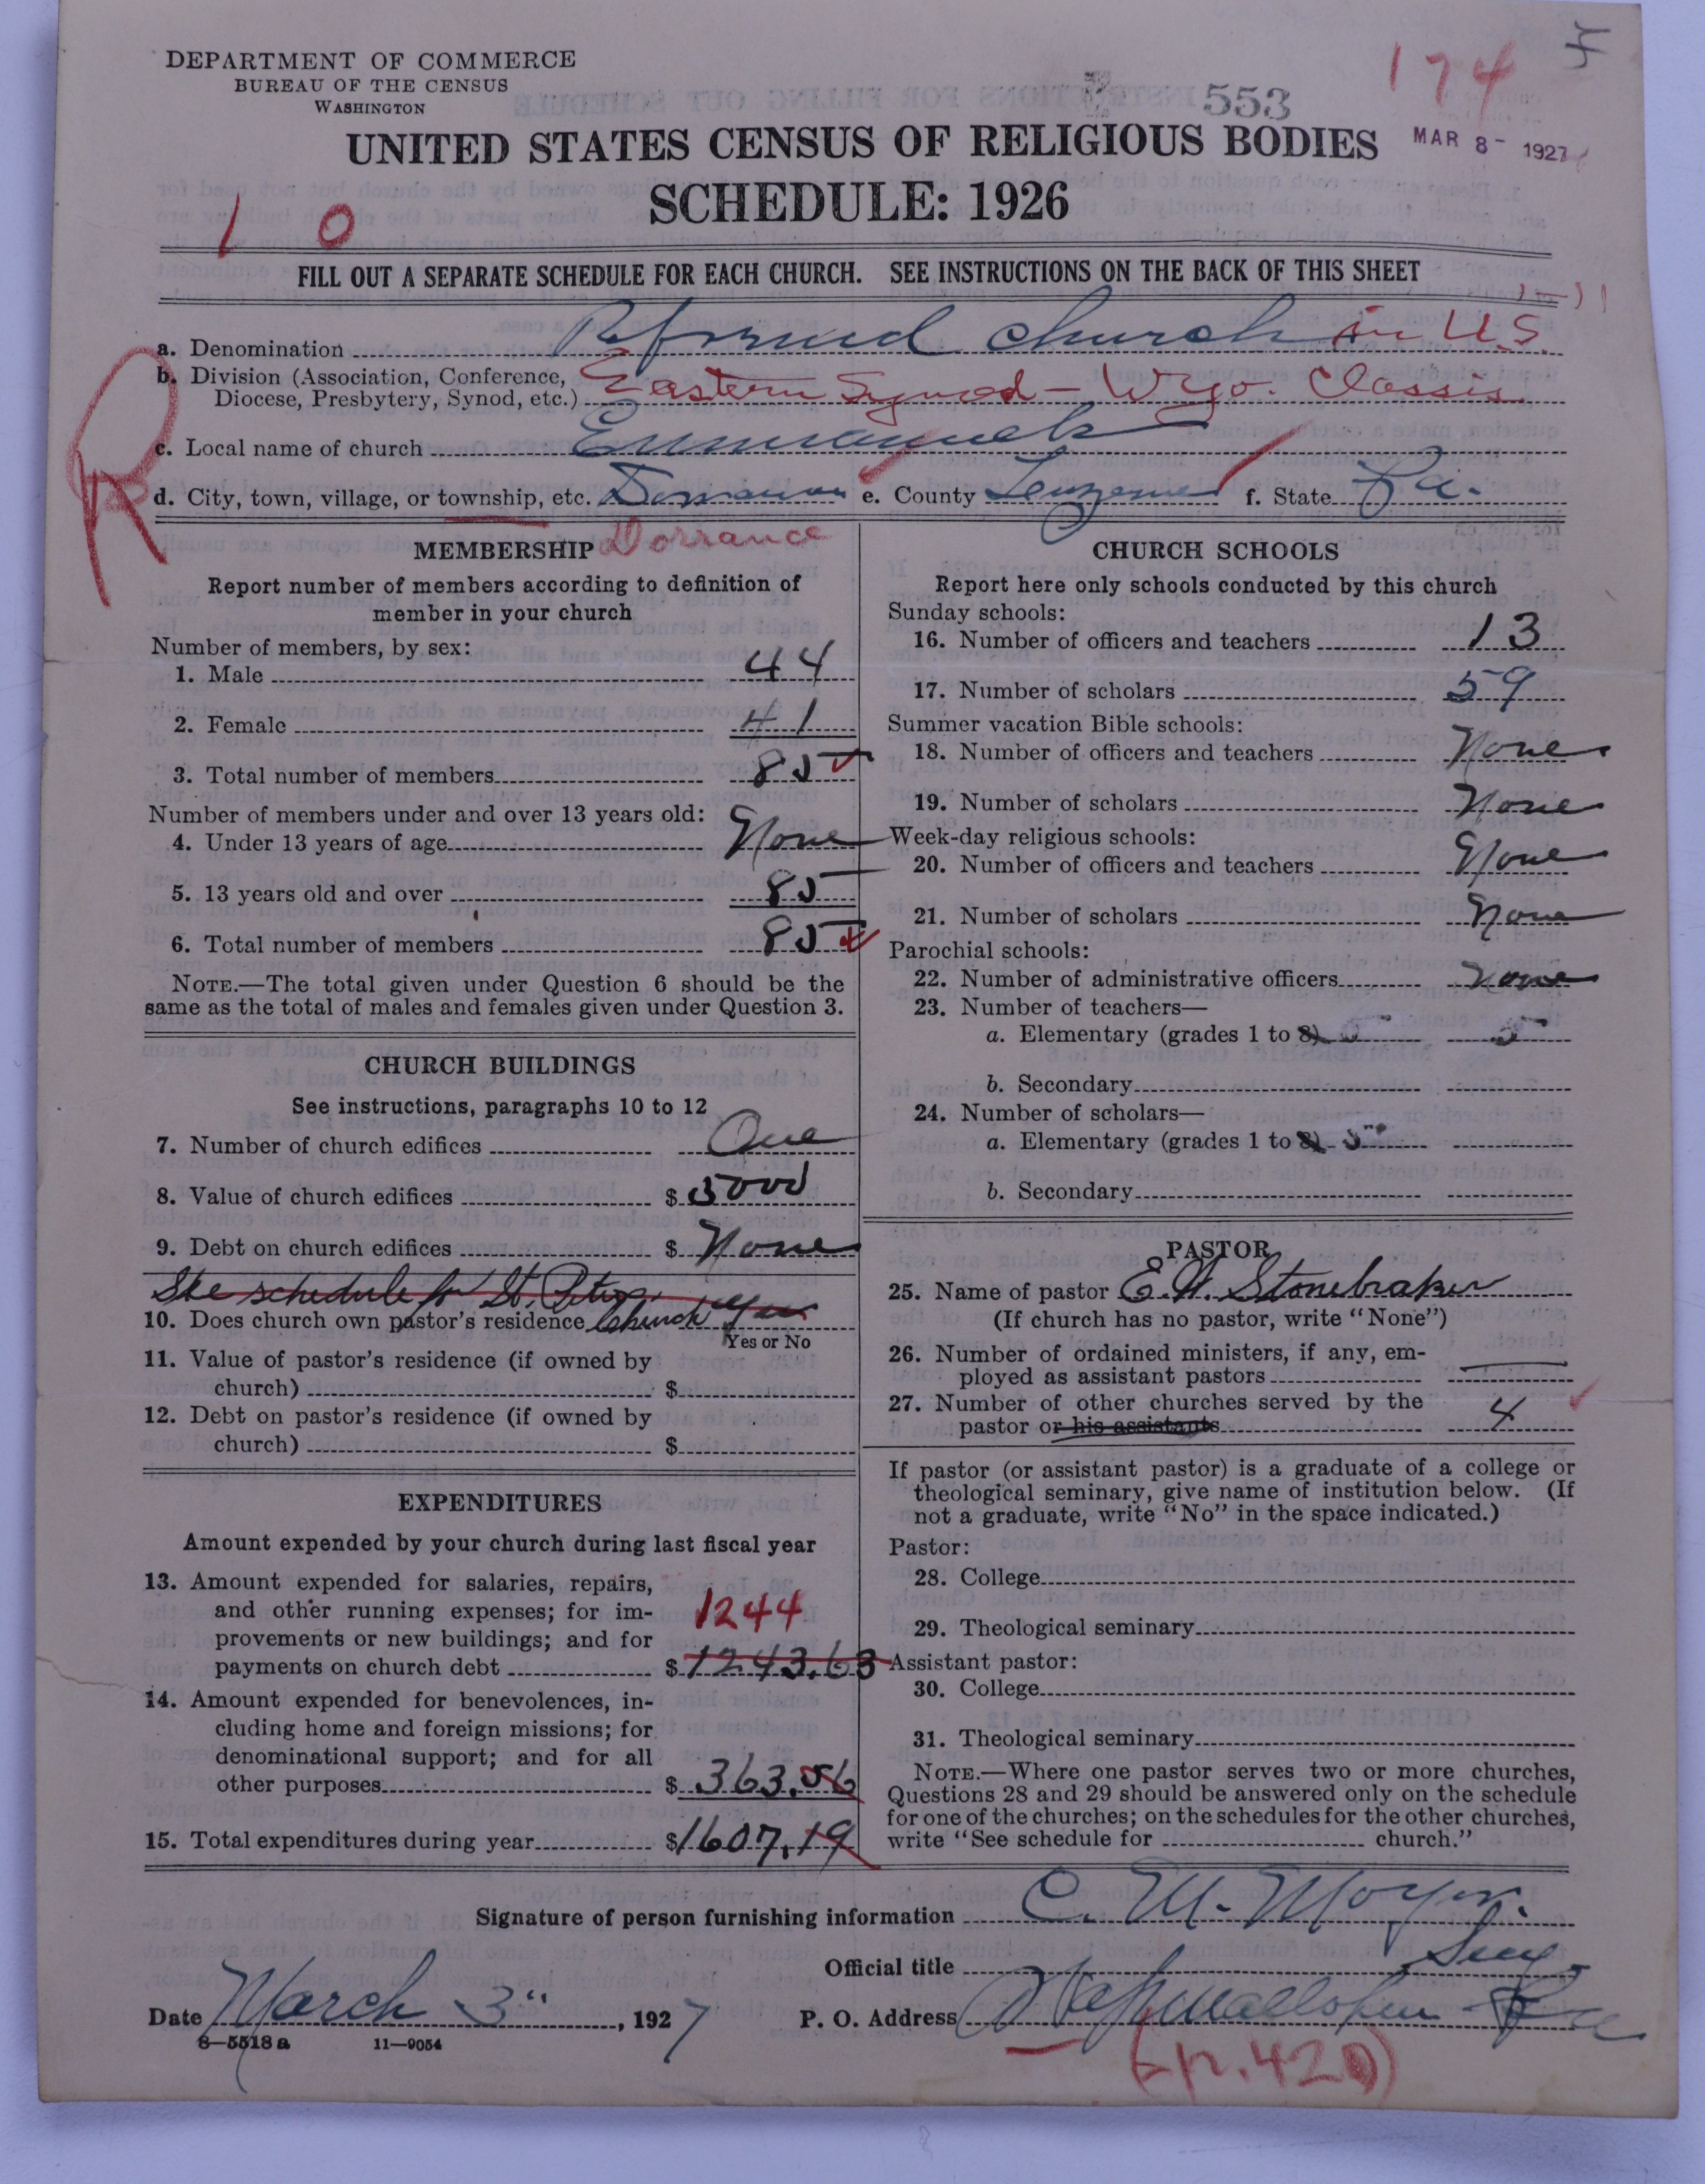 DEPARTMENT OF COMMERCE
BUREAU OF THE CENSUS
WASHINGTON
553
174
MAR 8 - 1927
UNITED STATES CENSUS OF RELIGIOUS BODIES
SCHEDULE: 1926
1 0
FILL OUT A SEPARATE SCHEDULE FOR EACH CHURCH. SEE INSTRUCTIONS ON THE BACK OF THIS SHEET
a. Denomination Reformed church in U.S.
b. Division (Association, Conference, Diocese, Presbytery, Synod, etc.) Eastern Synod - Wyo. Classis
R
c. Local name of church Emmanuels
d. City, town, village, or township, etc. e. County Luzerne f. State Pa.
Dorrance
MEMBERSHIP
Report number of members according to definition of
member in your church
Number of members, by sex:
1. Male 44
2. Female 41
3. Total number of members 85
Number of members under and over 13 years old:
4. Under 13 years of age None
5. 13 years old and over 85
6. Total number of members 85
NOTE.—The total given under Question 6 should be the
same as the total of males and females given under Question 3.
CHURCH BUILDINGS
See instructions, paragraphs 10 to 12
7. Number of church edifices One
8. Value of church edifices $ 5000
9. Debt on church edifices $ None
See schedule for St. Peters
10. Does church own pastor's residence Church Yes
Yes or No
11. Value of pastor's residence (if owned by
church) $
12. Debt on pastor's residence (if owned by
church) $
EXPENDITURES
Amount expended by your church during last fiscal year
13. Amount expended for salaries, repairs,
and other running expenses; for im-
provements or new buildings; and for
payments on church debt $ 1243.63
1244
14. Amount expended for benevolences, in-
cluding home and foreign missions; for
denominational support; and for all
other purposes $ 363.56
15. Total expenditures during year $ 1607.19
CHURCH SCHOOLS
Report here only schools conducted by this church
Sunday schools:
16. Number of officers and teachers 13
17. Number of scholars 59
Summer vacation Bible schools:
18. Number of officers and teachers None
19. Number of scholars None
Week-day religious schools:
20. Number of officers and teachers None
21. Number of scholars None
Parochial schools:
22. Number of administrative officers None
23. Number of teachers—
a. Elementary (grades 1 to 8)
b. Secondary
24. Number of scholars—
a. Elementary (grades 1 to 8)
b. Secondary
PASTOR
25. Name of pastor E. W. Stonebraker
(If church has no pastor, write "None")
26. Number of ordained ministers, if any, em-
ployed as assistant pastors
27. Number of other churches served by the
pastor or his assistants 4
If pastor (or assistant pastor) is a graduate of a college or
theological seminary, give name of institution below. (If
not a graduate, write "No" in the space indicated.)
Pastor:
28. College
29. Theological seminary
Assistant pastor:
30. College
31. Theological seminary
NOTE.—Where one pastor serves two or more churches,
Questions 28 and 29 should be answered only on the schedule
for one of the churches; on the schedules for the other churches,
write "See schedule for church."
Signature of person furnishing information C. M. Moyer
Official title Secy.
Date March 3" , 1927 P. O. Address Wapwallopen Pa
8—5518 a 11—9054
(p. 420)